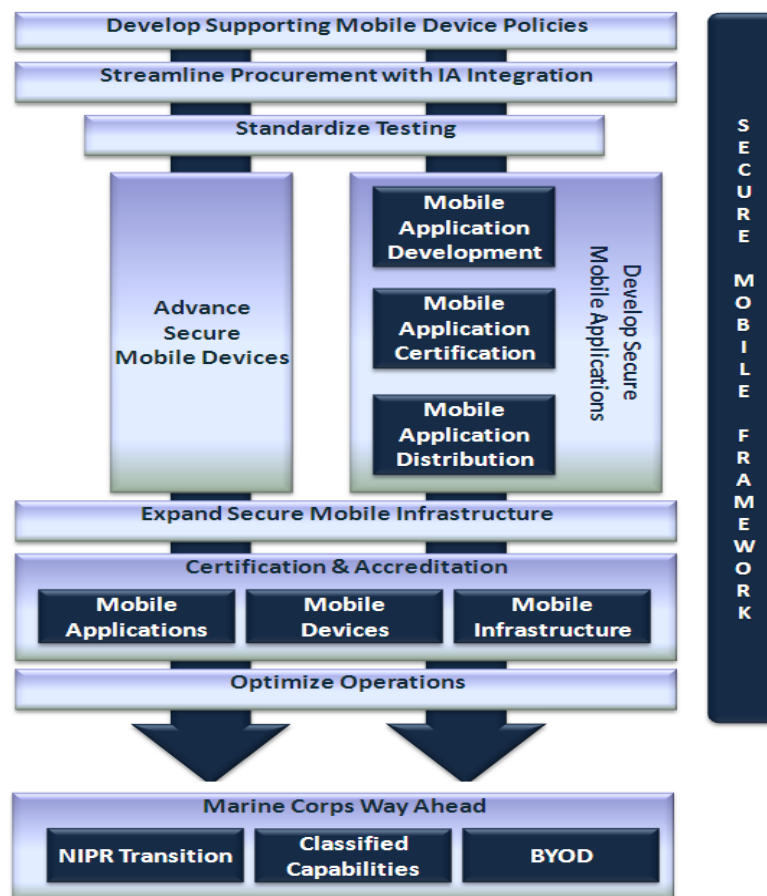 Develop Supporting Mobile Device Policies
Streamline Procurement with IA Integration
Standardize Testing
Advance
Secure
Mobile Devices
Mobile
Application
Development
Mobile
Application
Certification
Mobile
Application
Distribution
Develop Secure
Mobile Applications
Expand Secure Mobile Infrastructure
Certification & Accreditation
Mobile
Applications
Mobile
Devices
Mobile
Infrastructure
Optimize Operations
Marine Corps Way Ahead
NIPR Transition
Classified
Capabilities
BYOD
SECURE MOBILE FRAMEWORK